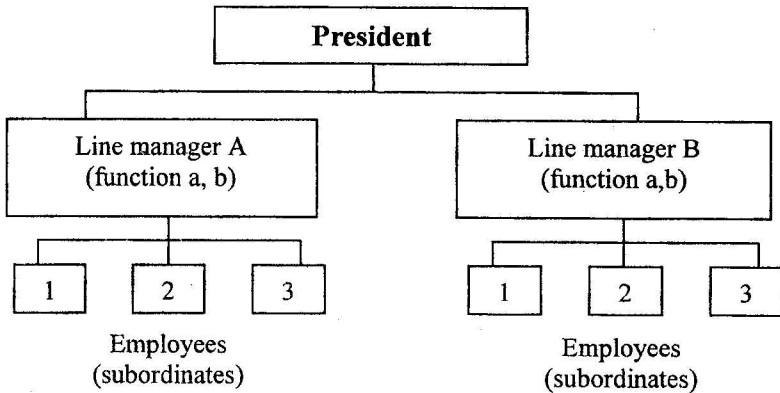 President
Line manager A
(function a, b)
Line manager B
(function a,b)
1
2
3
1
2
3
Employees
(subordinates)
Employees
(subordinates)